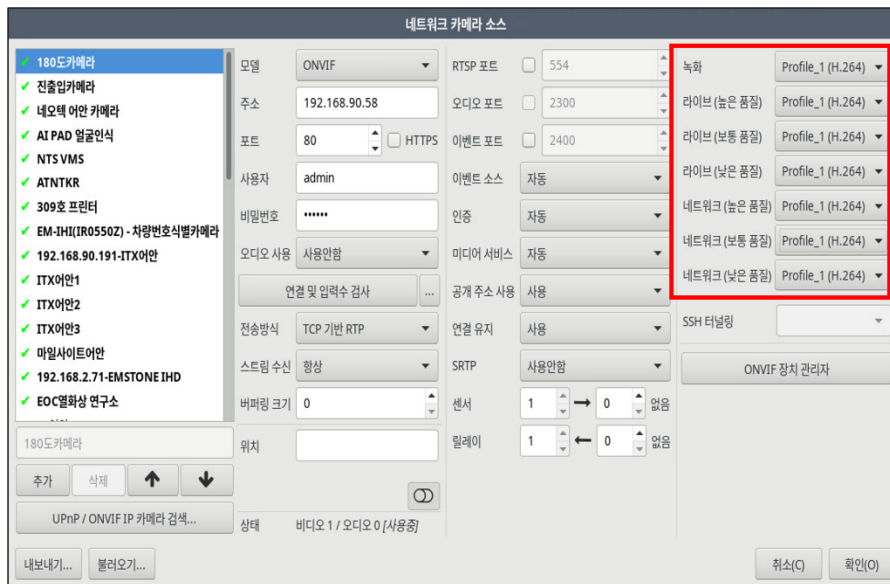 네트워크 카메라 소스
✓ 180도카메라
✓ 진출입카메라
✓ 네오텍 어안 카메라
✓ AI PAD 얼굴인식
✓ NTS VMS
✓ ATNTKR
✓ 309호 프린터
✓ EM-IHI(IR0550Z) - 차량번호식별카메라
✓ 192.168.90.191-ITX어안
✓ ITX어안1
✓ ITX어안2
✓ ITX어안3
✓ 마일사이트어안
✓ 192.168.2.71-EMSTONE IHD
✓ EOC열화상 연구소
180도카메라
추가 삭제
UPnP / ONVIF IP 카메라 검색...
모델 ONVIF
주소 192.168.90.58
포트 80 HTTPS
사용자 admin
비밀번호 ••••••
오디오 사용 사용안함
연결 및 입력수 검사 ...
전송방식 TCP 기반 RTP
스트림 수신 항상
버퍼링 크기 0
위치
상태 비디오 1 / 오디오 0 [사용중]
RTSP 포트 554
오디오 포트 2300
이벤트 포트 2400
이벤트 소스 자동
인증 자동
미디어 서비스 자동
공개 주소 사용 사용
연결 유지 사용
SRTP 사용안함
센서 1 → 0 없음
릴레이 1 ← 0 없음
녹화 Profile_1 (H.264)
라이브 (높은 품질) Profile_1 (H.264)
라이브 (보통 품질) Profile_1 (H.264)
라이브 (낮은 품질) Profile_1 (H.264)
네트워크 (높은 품질) Profile_1 (H.264)
네트워크 (보통 품질) Profile_1 (H.264)
네트워크 (낮은 품질) Profile_1 (H.264)
SSH 터널링
ONVIF 장치 관리자
내보내기... 불러오기... 취소(C) 확인(O)